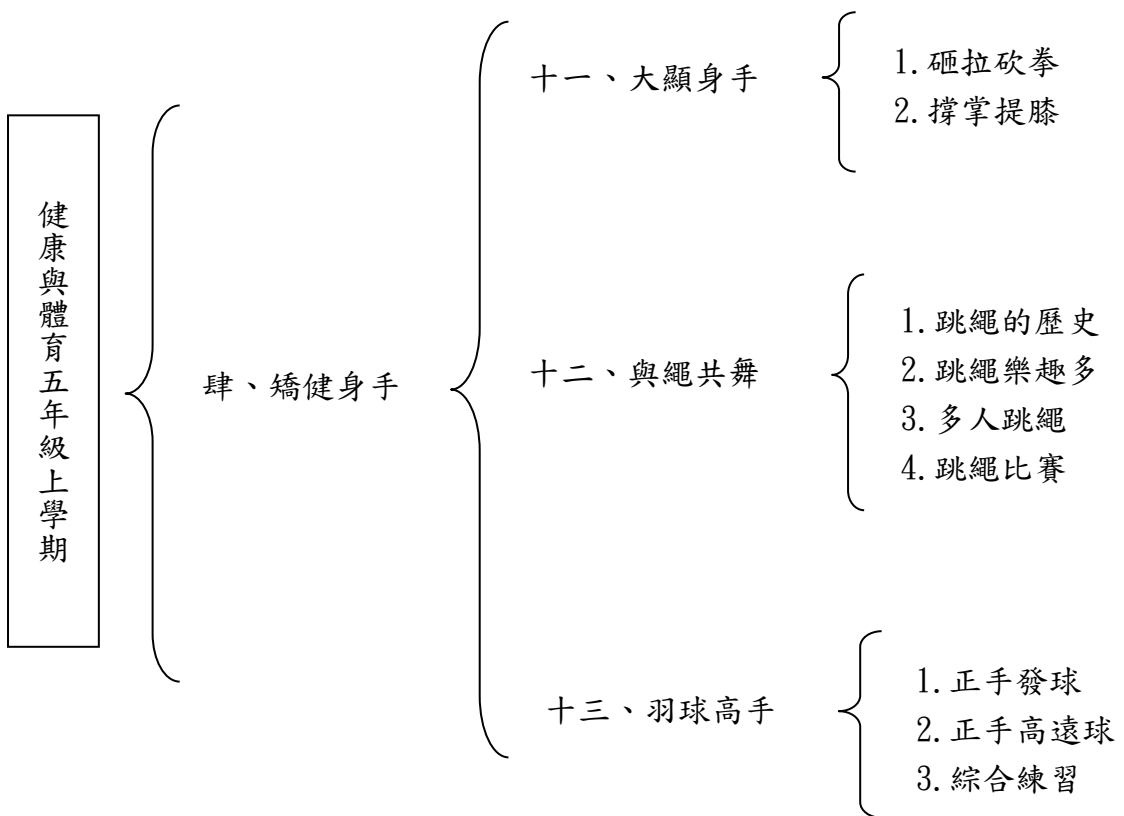 健康與體育五年級上學期
肆、矯健身手
十一、大顯身手
1.砸拉砍拳
2.撐掌提膝
十二、與繩共舞
1.跳繩的歷史
2.跳繩樂趣多
3.多人跳繩
4.跳繩比賽
十三、羽球高手
1.正手發球
2.正手高遠球
3.綜合練習